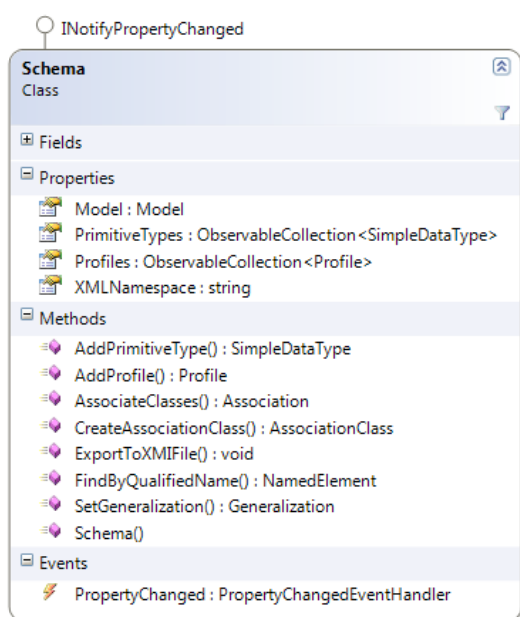 INotifyPropertyChanged
Schema
Class
Fields
Properties
Model : Model
PrimitiveTypes : ObservableCollection<SimpleDataType>
Profiles : ObservableCollection<Profile>
XMLNamespace : string
Methods
AddPrimitiveType() : SimpleDataType
AddProfile() : Profile
AssociateClasses() : Association
CreateAssociationClass() : AssociationClass
ExportToXMIFile() : void
FindByQualifiedName() : NamedElement
SetGeneralization() : Generalization
Schema()
Events
PropertyChanged : PropertyChangedEventHandler